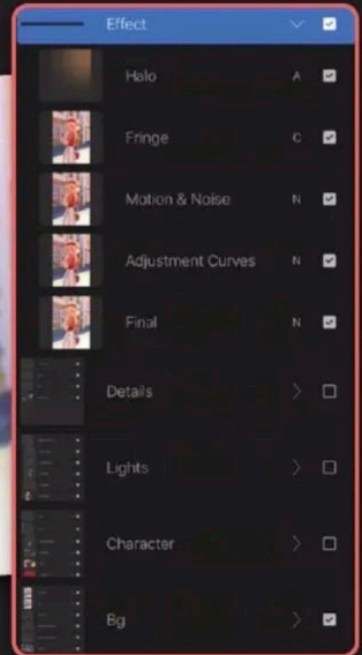 Effect
Halo A
Fringe C
Motion & Noise N
Adjustment Curves N
Final N
Details
Lights
Character
Bg